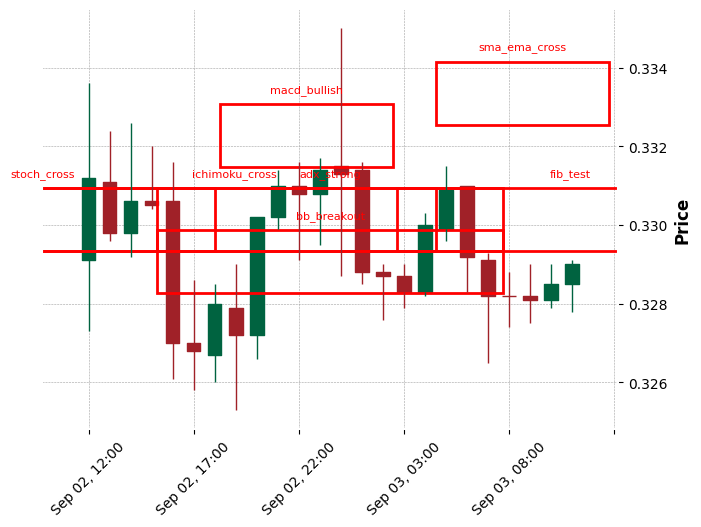 sma_ema_cross
0.334
macd_bullish
0.332
stoch_cross
ichimoku_cross
fib_test
bb_breakout
0.330
Price
0.328
0.326
Sep 02, 12:00
Sep 02, 17:00
Sep 02, 22:00
Sep 03, 03:00
Sep 03, 08:00